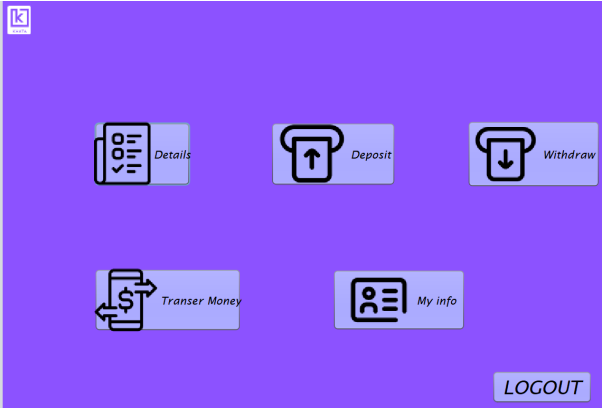 Details
Deposit
Withdraw
Transer Money
My info
LOGOUT